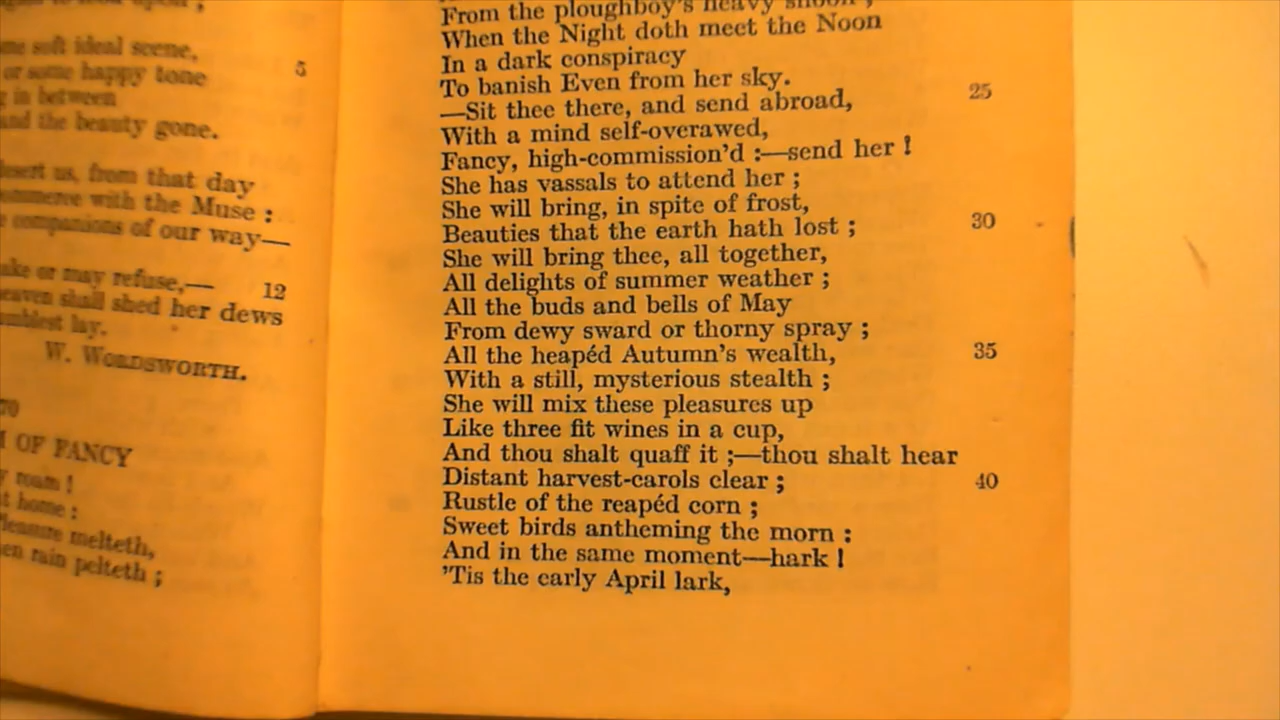 soft ideal scene,
or some happy tone
5
in between
and the beauty gone.
desert us, from that day
commerce with the Muse :
companions of our way—
or may refuse,—
12
shall shed her dews
lay.
W. WORDSWORTH.
70
OF FANCY
roam !
home :
melteth,
rain pelteth ;
From the ploughboy's heavy shoon ;
When the Night doth meet the Noon
In a dark conspiracy
To banish Even from her sky.
25
—Sit thee there, and send abroad,
With a mind self-overawed,
Fancy, high-commission'd :—send her !
She has vassals to attend her ;
She will bring, in spite of frost,
Beauties that the earth hath lost ;
30
She will bring thee, all together,
All delights of summer weather ;
All the buds and bells of May
From dewy sward or thorny spray ;
All the heapéd Autumn's wealth,
35
With a still, mysterious stealth ;
She will mix these pleasures up
Like three fit wines in a cup,
And thou shalt quaff it ;—thou shalt hear
Distant harvest-carols clear ;
40
Rustle of the reapéd corn ;
Sweet birds antheming the morn :
And in the same moment—hark !
'Tis the early April lark,